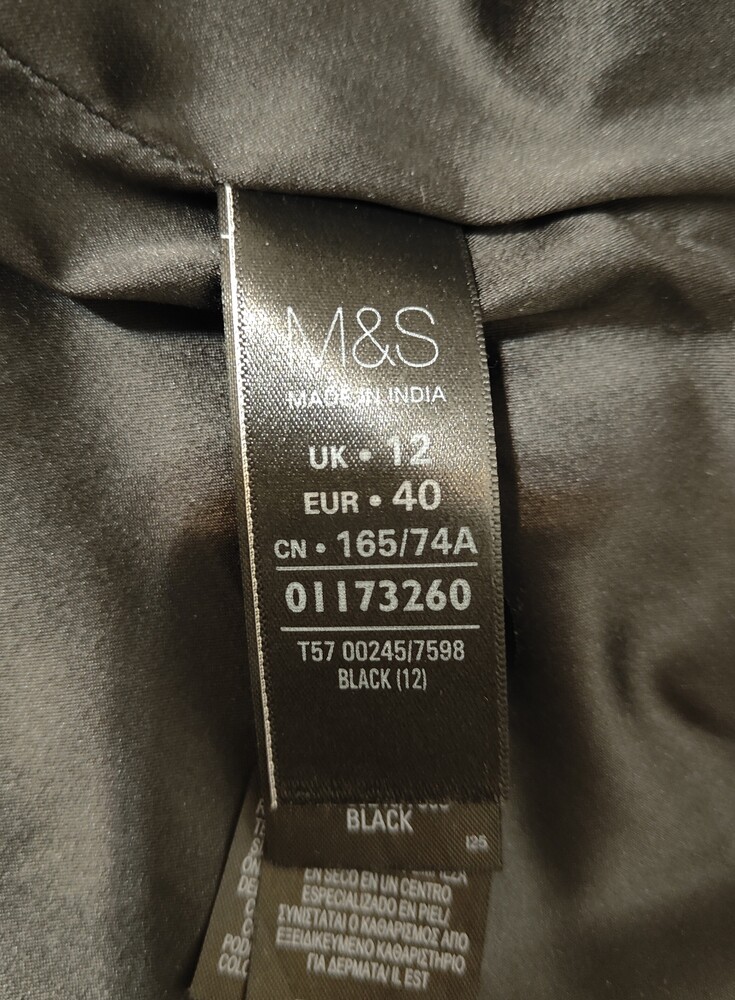 M&S
MADE IN INDIA
UK • 12
EUR • 40
CN • 165/74A
01173260
T57 00245/7598
BLACK (12)
BLACK
I25
EN SECO EN UN CENTRO
ESPECIALIZADO EN PIEL/
ΣΥΝΙΣΤΑΤΑΙ Ο ΚΑΘΑΡΙΣΜΟΣ ΑΠΟ
ΕΞΕΙΔΙΚΕΥΜΕΝΟ ΚΑΘΑΡΙΣΤΗΡΙΟ
ΓΙΑ ΔΕΡΜΑΤΑ/ IL EST